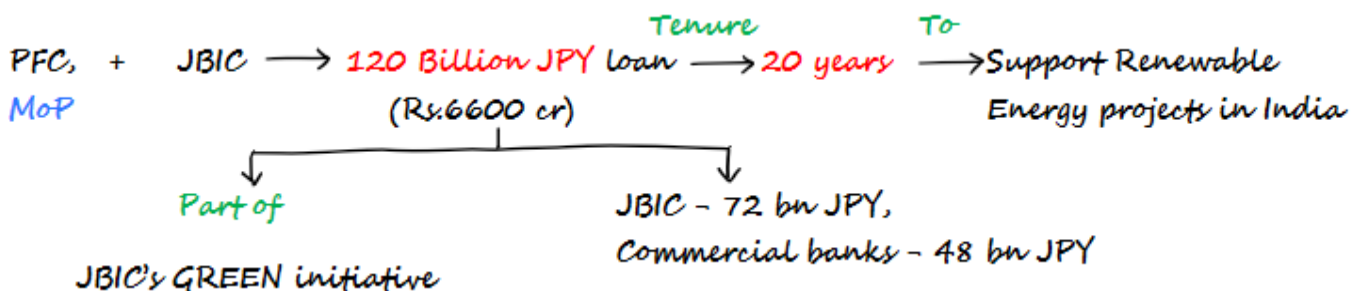 Tenure To
PFC, + JBIC → 120 Billion JPY loan → 20 years → Support Renewable
MoP (Rs.6600 cr) Energy projects in India
Part of JBIC - 72 bn JPY,
Commercial banks - 48 bn JPY
JBIC's GREEN initiative